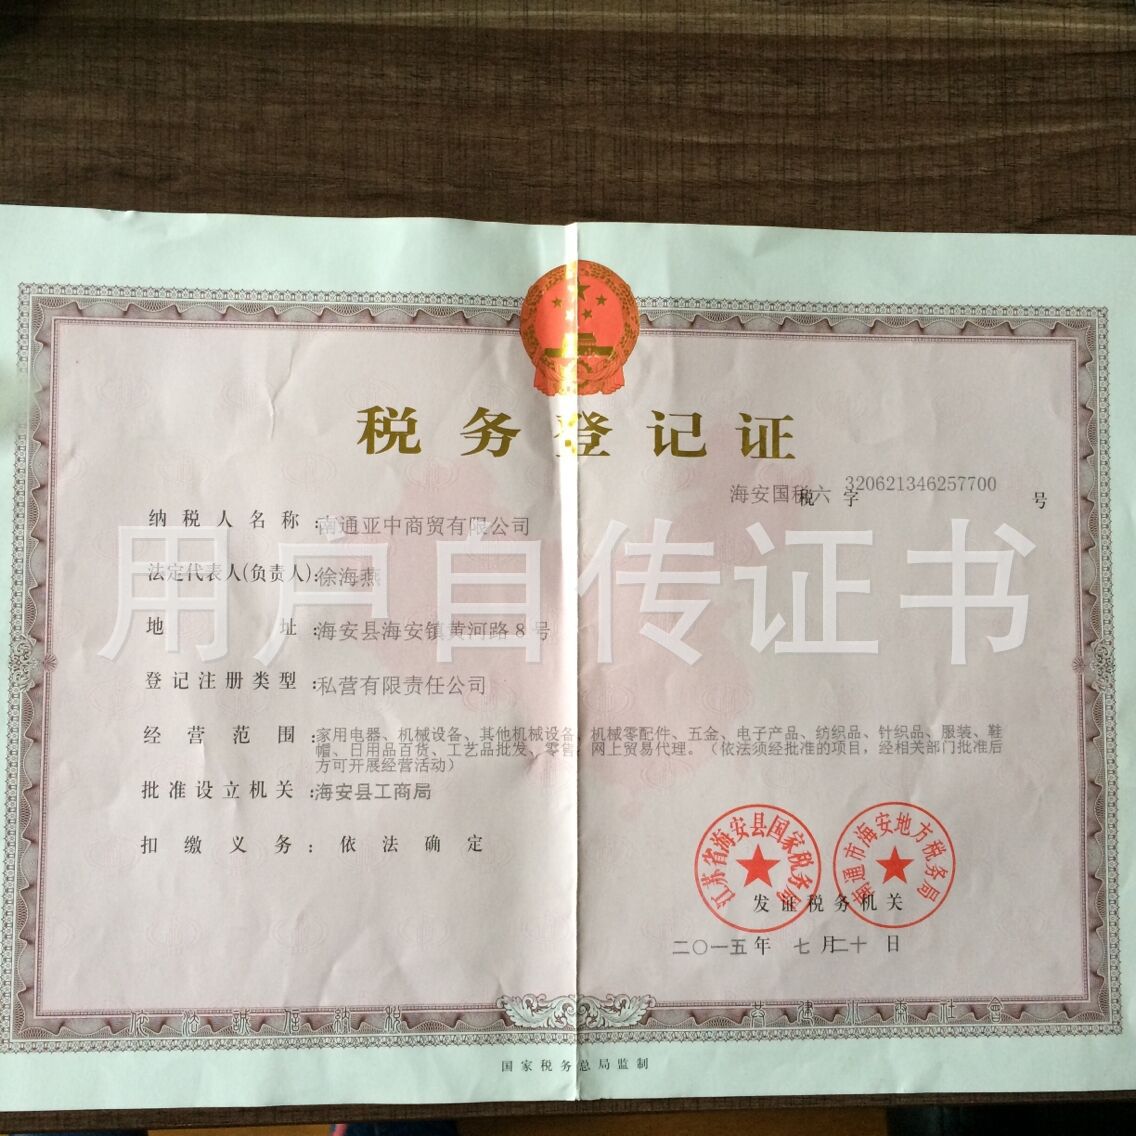 税务登记证
海安国税六 税 字 320621346257700 号
纳税人名称:南通亚中商贸有限公司
法定代表人(负责人):徐海燕
地 址:海安县海安镇黄河路8号
用户自传证书
登记注册类型:私营有限责任公司
经营范围:家用电器、机械设备、其他机械设备、机械零配件、五金、电子产品、纺织品、针织品、服装、鞋
帽、日用品百货、工艺品批发、零售、网上贸易代理。(依法须经批准的项目,经相关部门批准后
方可开展经营活动)
批准设立机关:海安县工商局
扣缴义务:依法确定
江苏省海安县国家税务局
南通市海安地方税务局
发证税务机关
二〇一五年 七月二十日
依法诚信纳税 共建小康社会
国家税务总局监制